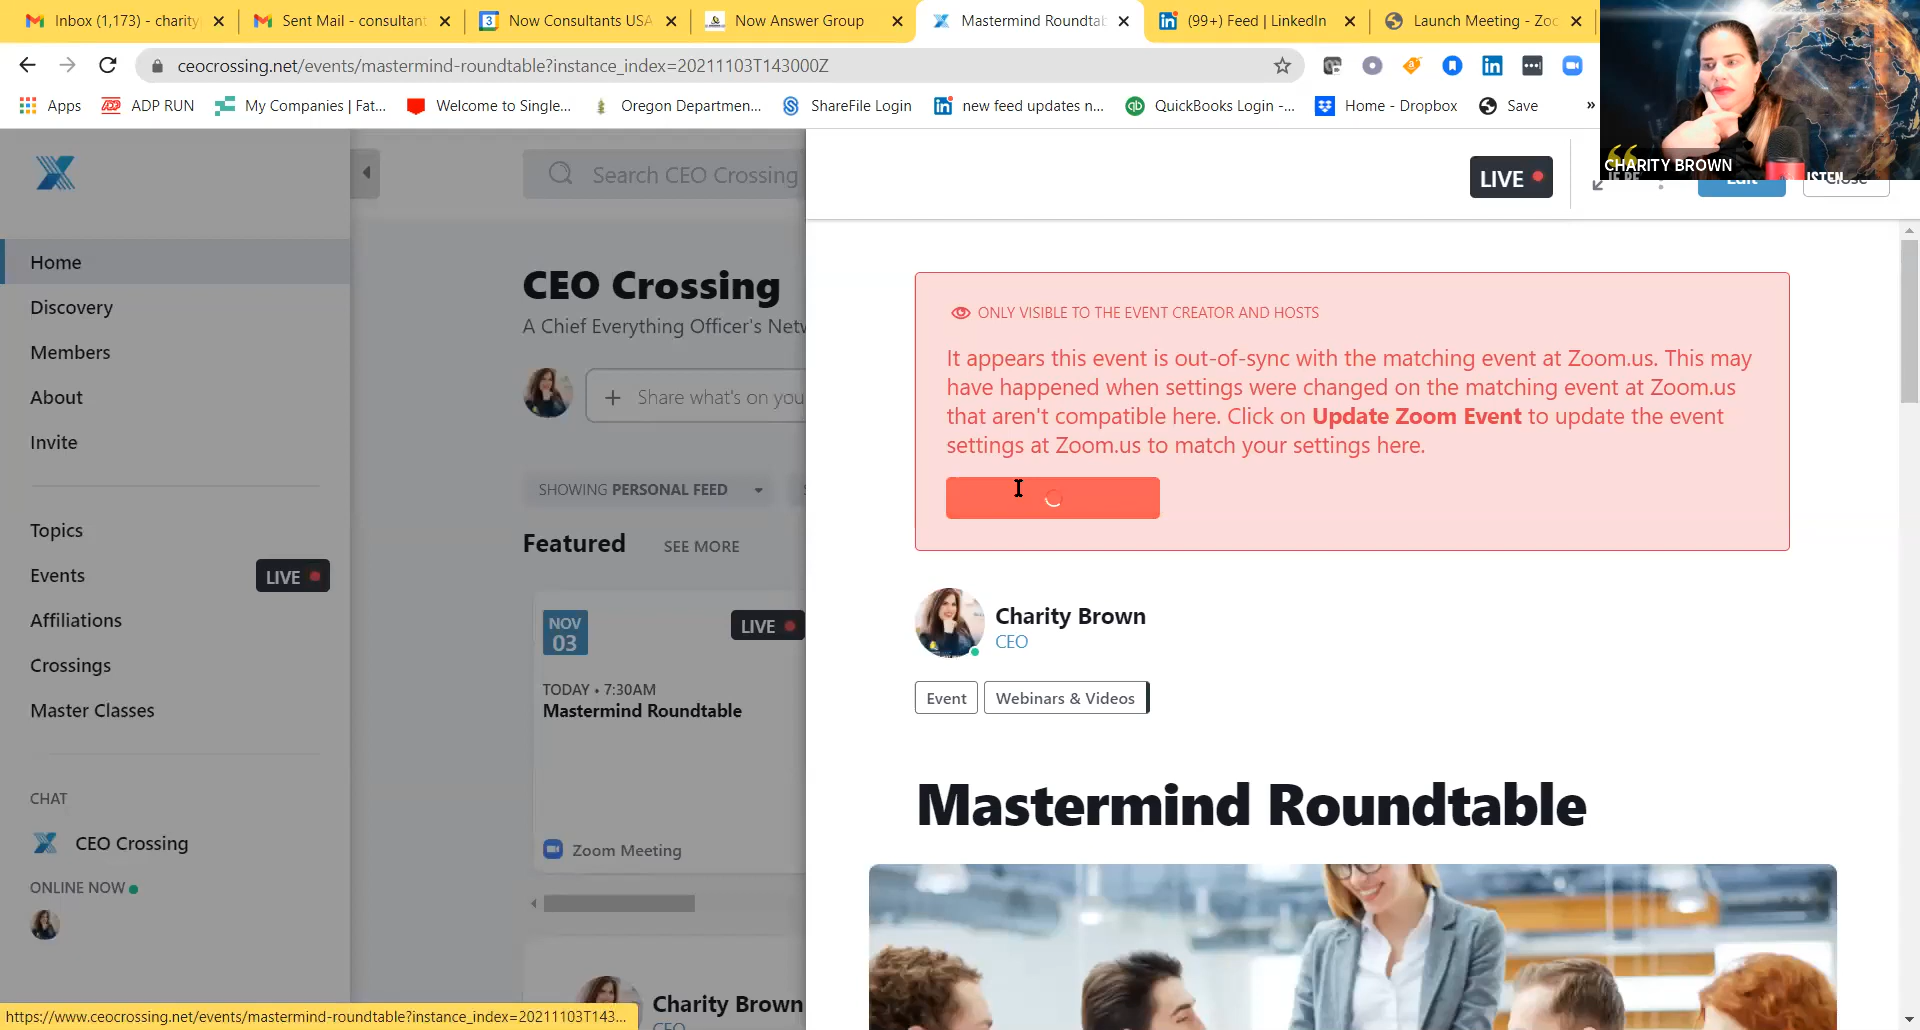 Inbox (1,173) - charity
Sent Mail - consultant
Now Consultants USA
Now Answer Group
Mastermind Roundtab
(99+) Feed | LinkedIn
Launch Meeting - Zoo
ceocrossing.net/events/mastermind-roundtable?instance_index=20211103T143000Z
Apps
ADP RUN
My Companies | Fat...
Welcome to Single...
Oregon Departmen...
ShareFile Login
new feed updates n...
QuickBooks Login -...
Home - Dropbox
Save
»
CHARITY BROWN
Search CEO Crossing
LIVE
Edit
Close
Home
Discovery
Members
About
Invite
Topics
Events
LIVE
Affiliations
Crossings
Master Classes
CHAT
CEO Crossing
ONLINE NOW
CEO Crossing
A Chief Everything Officer's Netw
+ Share what's on you
SHOWING PERSONAL FEED
Featured
SEE MORE
NOV
03
LIVE
TODAY • 7:30AM
Mastermind Roundtable
Zoom Meeting
Charity Brown
CEO
ONLY VISIBLE TO THE EVENT CREATOR AND HOSTS
It appears this event is out-of-sync with the matching event at Zoom.us. This may
have happened when settings were changed on the matching event at Zoom.us
that aren't compatible here. Click on Update Zoom Event to update the event
settings at Zoom.us to match your settings here.
Charity Brown
CEO
Event
Webinars & Videos
Mastermind Roundtable
https://www.ceocrossing.net/events/mastermind-roundtable?instance_index=20211103T143...